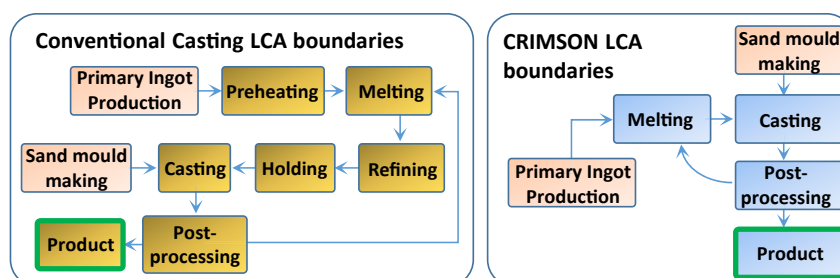 Conventional Casting LCA boundaries
Primary Ingot
Production
Preheating
Melting
Sand mould
making
Casting
Holding
Refining
Product
Post-
processing
CRIMSON LCA
boundaries
Sand mould
making
Melting
Casting
Primary Ingot
Production
Post-
processing
Product